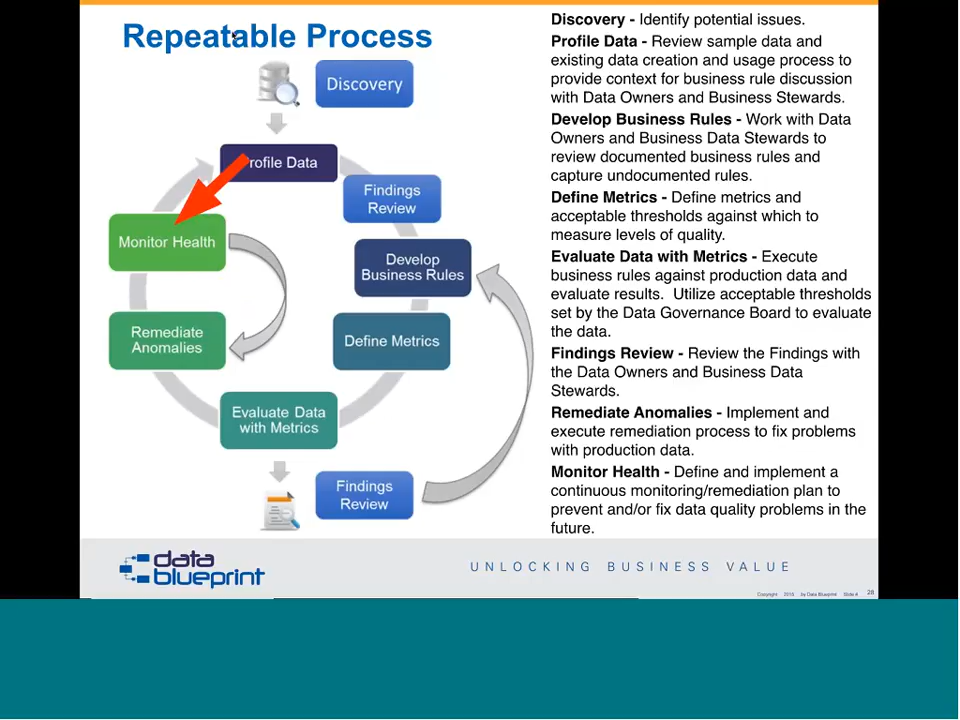 Repeatable Process
Discovery
Profile Data
Findings
Review
Develop
Business Rules
Define Metrics
Evaluate Data
with Metrics
Findings
Review
Remediate
Anomalies
Monitor Health
Discovery - Identify potential issues.
Profile Data - Review sample data and
existing data creation and usage process to
provide context for business rule discussion
with Data Owners and Business Stewards.
Develop Business Rules - Work with Data
Owners and Business Data Stewards to
review documented business rules and
capture undocumented rules.
Define Metrics - Define metrics and
acceptable thresholds against which to
measure levels of quality.
Evaluate Data with Metrics - Execute
business rules against production data and
evaluate results. Utilize acceptable thresholds
set by the Data Governance Board to evaluate
the data.
Findings Review - Review the Findings with
the Data Owners and Business Data
Stewards.
Remediate Anomalies - Implement and
execute remediation process to fix problems
with production data.
Monitor Health - Define and implement a
continuous monitoring/remediation plan to
prevent and/or fix data quality problems in the
future.
data
blueprint
UNLOCKING BUSINESS VALUE
Copyright by Data Blueprint Slide # 28